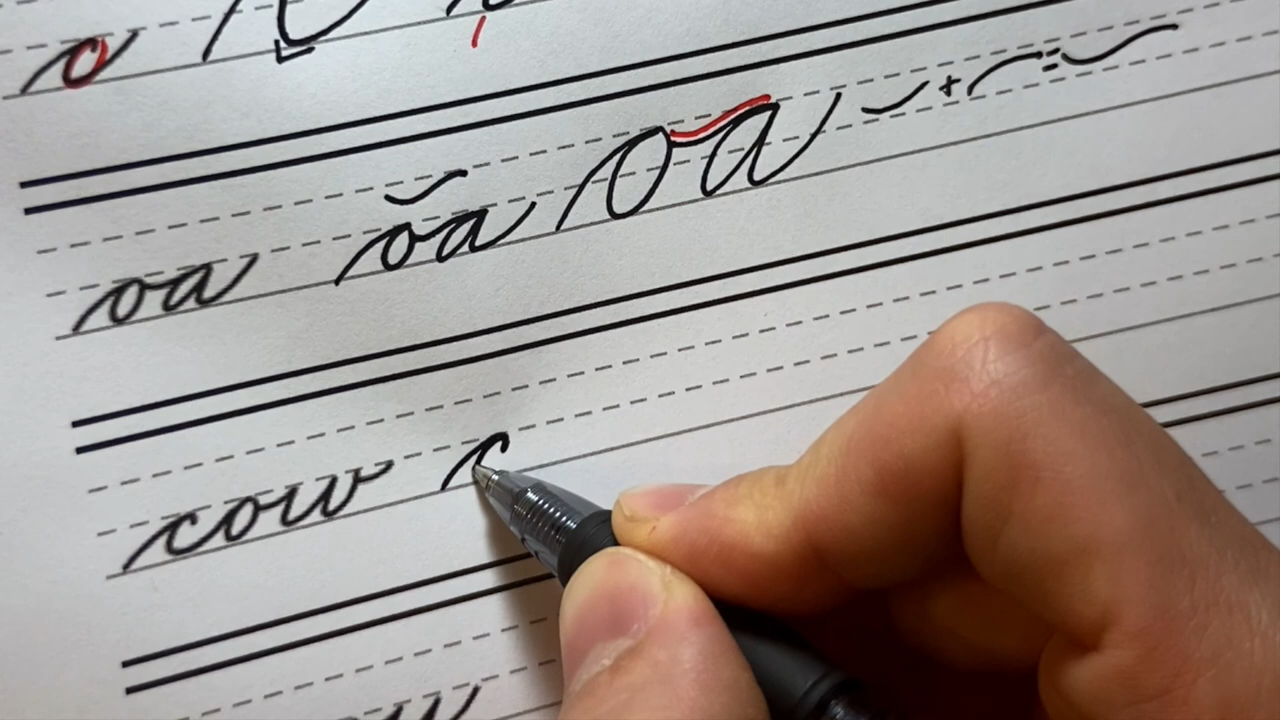 o
oa oa oa + =
cow c